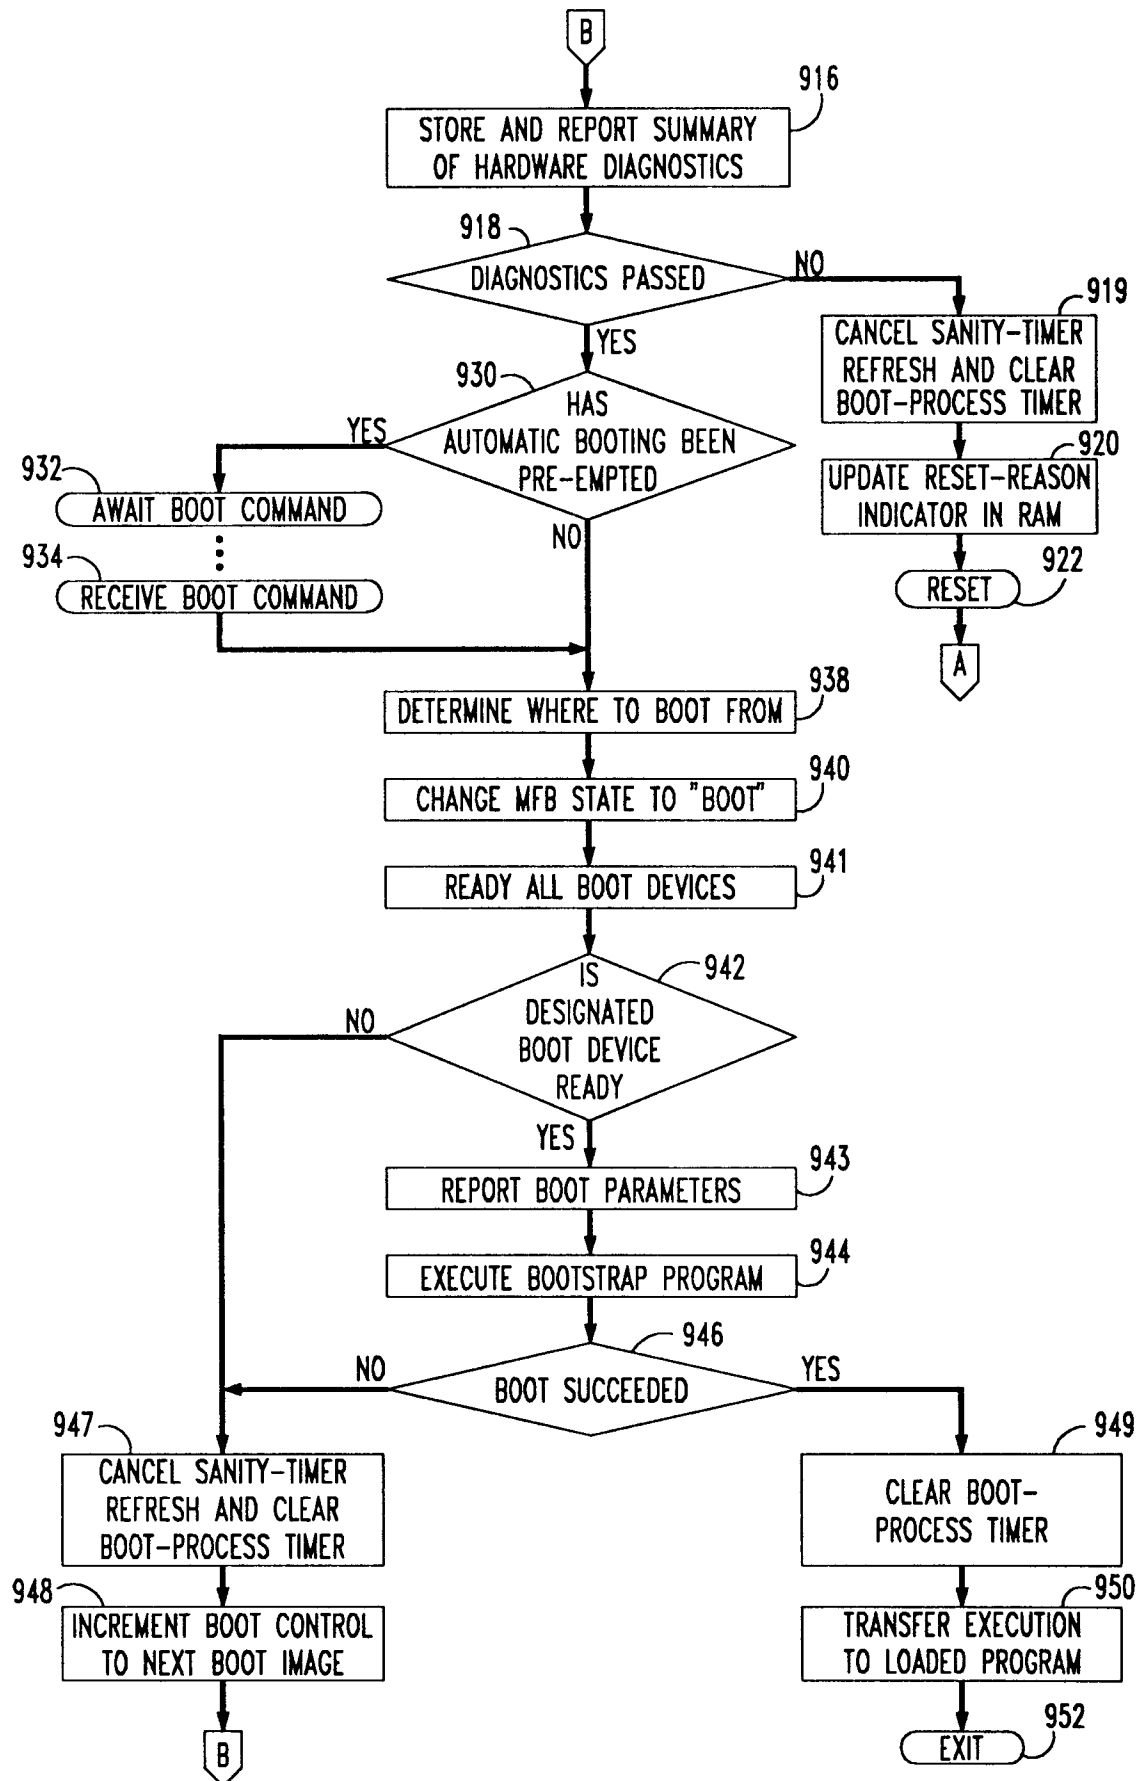 B
916
STORE AND REPORT SUMMARY
OF HARDWARE DIAGNOSTICS
918
DIAGNOSTICS PASSED
NO
919
CANCEL SANITY-TIMER
REFRESH AND CLEAR
BOOT-PROCESS TIMER
YES
930
HAS
AUTOMATIC BOOTING BEEN
PRE-EMPTED
YES
920
UPDATE RESET-REASON
INDICATOR IN RAM
932
AWAIT BOOT COMMAND
NO
934
RECEIVE BOOT COMMAND
922
RESET
A
938
DETERMINE WHERE TO BOOT FROM
940
CHANGE MFB STATE TO "BOOT"
941
READY ALL BOOT DEVICES
942
IS
DESIGNATED
BOOT DEVICE
READY
NO
YES
943
REPORT BOOT PARAMETERS
944
EXECUTE BOOTSTRAP PROGRAM
946
BOOT SUCCEEDED
NO
YES
947
CANCEL SANITY-TIMER
REFRESH AND CLEAR
BOOT-PROCESS TIMER
949
CLEAR BOOT-
PROCESS TIMER
948
INCREMENT BOOT CONTROL
TO NEXT BOOT IMAGE
950
TRANSFER EXECUTION
TO LOADED PROGRAM
B
952
EXIT